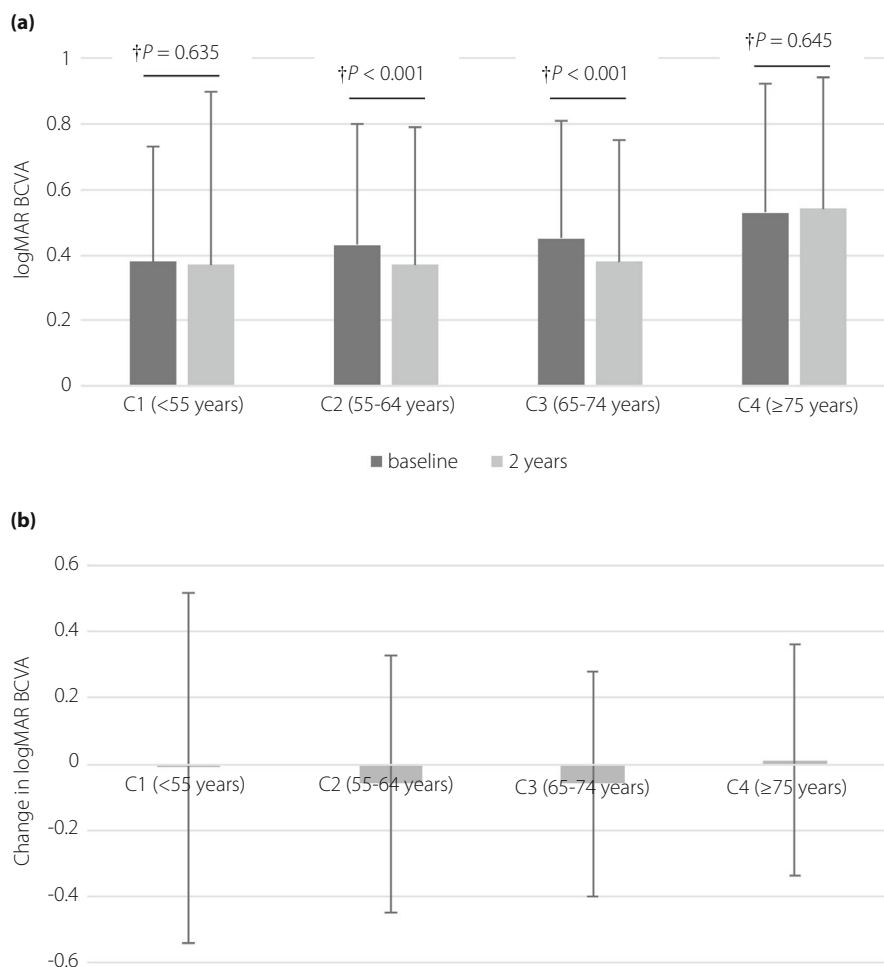 (a)
1
0.8
0.6
0.4
0.2
0
logMAR BCVA
†P = 0.635
†P < 0.001
†P < 0.001
†P = 0.645
C1 (<55 years)
C2 (55-64 years)
C3 (65-74 years)
C4 (≥75 years)
baseline
2 years
(b)
0.6
0.4
0.2
0
-0.2
-0.4
-0.6
Change in logMAR BCVA
C1 (<55 years)
C2 (55-64 years)
C3 (65-74 years)
C4 (≥75 years)